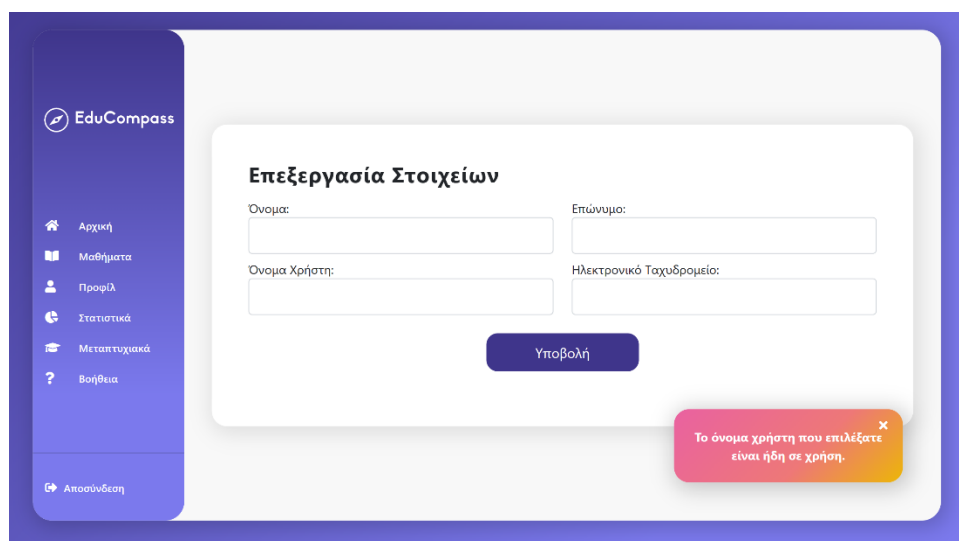 EduCompass
Αρχική
Μαθήματα
Προφίλ
Στατιστικά
Μεταπτυχιακά
? Βοήθεια
Αποσύνδεση
Επεξεργασία Στοιχείων
Όνομα:
Επώνυμο:
Όνομα Χρήστη:
Ηλεκτρονικό Ταχυδρομείο:
Υποβολή
Το όνομα χρήστη που επιλέξατε
είναι ήδη σε χρήση.